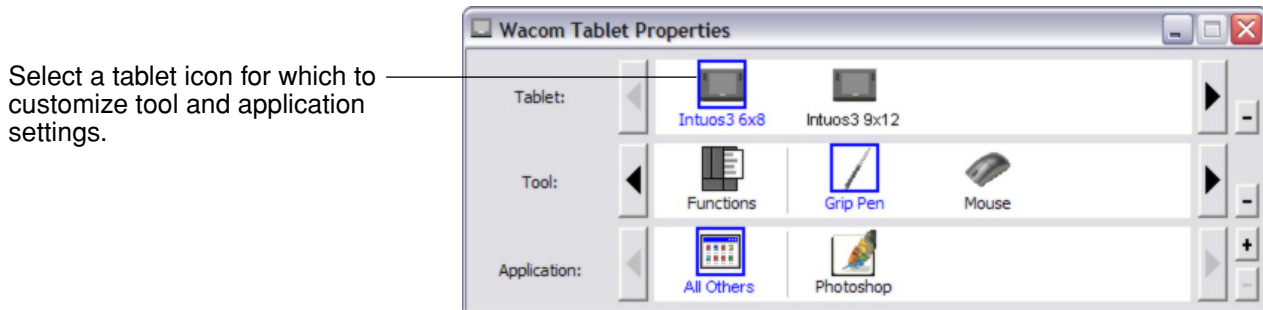 Wacom Tablet Properties
Select a tablet icon for which to
customize tool and application
settings.
Tablet:
Intuos3 6x8
Intuos3 9x12
Tool:
Functions
Grip Pen
Mouse
Application:
All Others
Photoshop